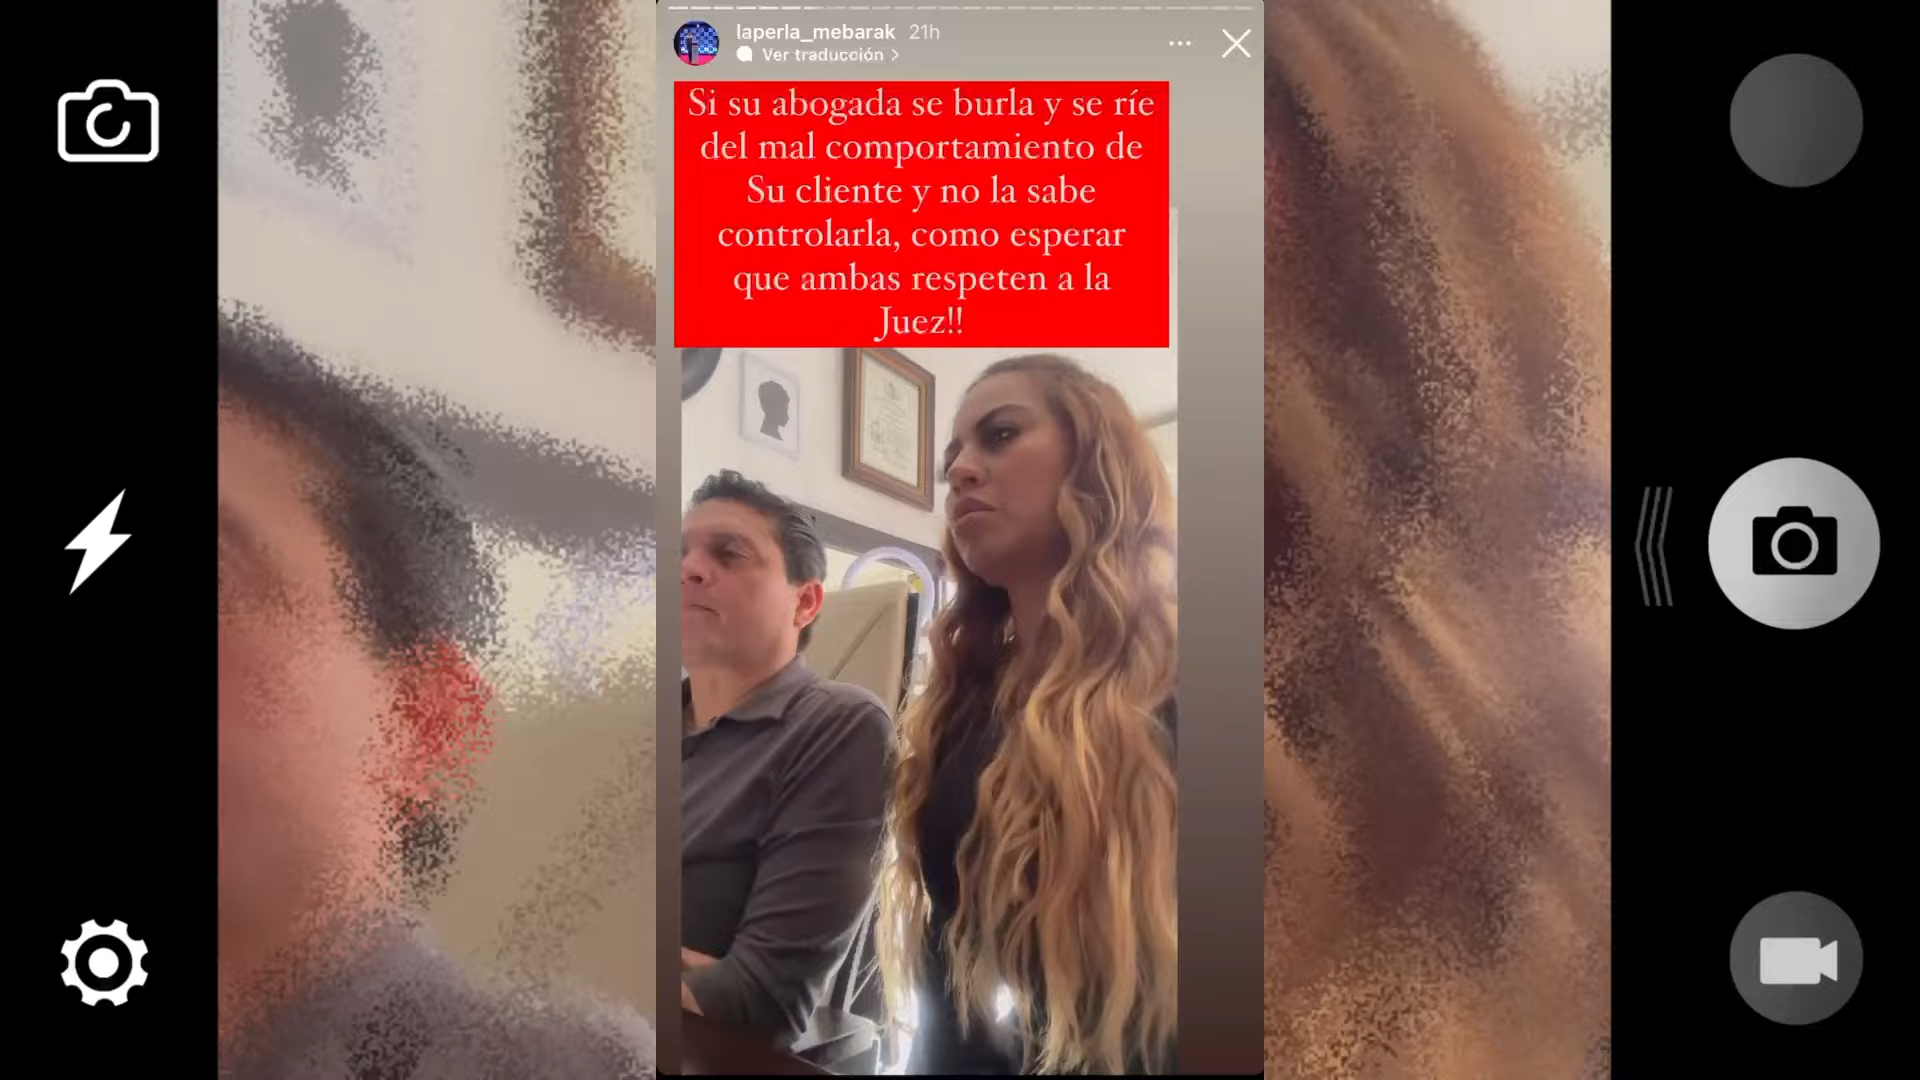 laperla_mebarak 21h
Ver traducción >
Si su abogada se burla y se ríe
del mal comportamiento de
Su cliente y no la sabe
controlarla, como esperar
que ambas respeten a la
Juez!!